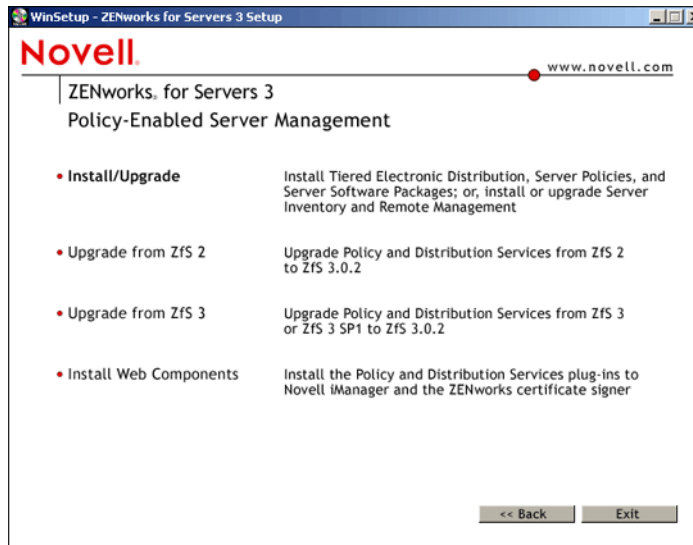 WinSetup - ZENworks for Servers 3 Setup
Novell.
www.novell.com
ZENworks® for Servers 3
Policy-Enabled Server Management
Install/Upgrade
Install Tiered Electronic Distribution, Server Policies, and
Server Software Packages; or, install or upgrade Server
Inventory and Remote Management
Upgrade from ZfS 2
Upgrade Policy and Distribution Services from ZfS 2
to ZfS 3.0.2
Upgrade from ZfS 3
Upgrade Policy and Distribution Services from ZfS 3
or ZfS 3 SP1 to ZfS 3.0.2
Install Web Components
Install the Policy and Distribution Services plug-ins to
Novell iManager and the ZENworks certificate signer
<< Back
Exit